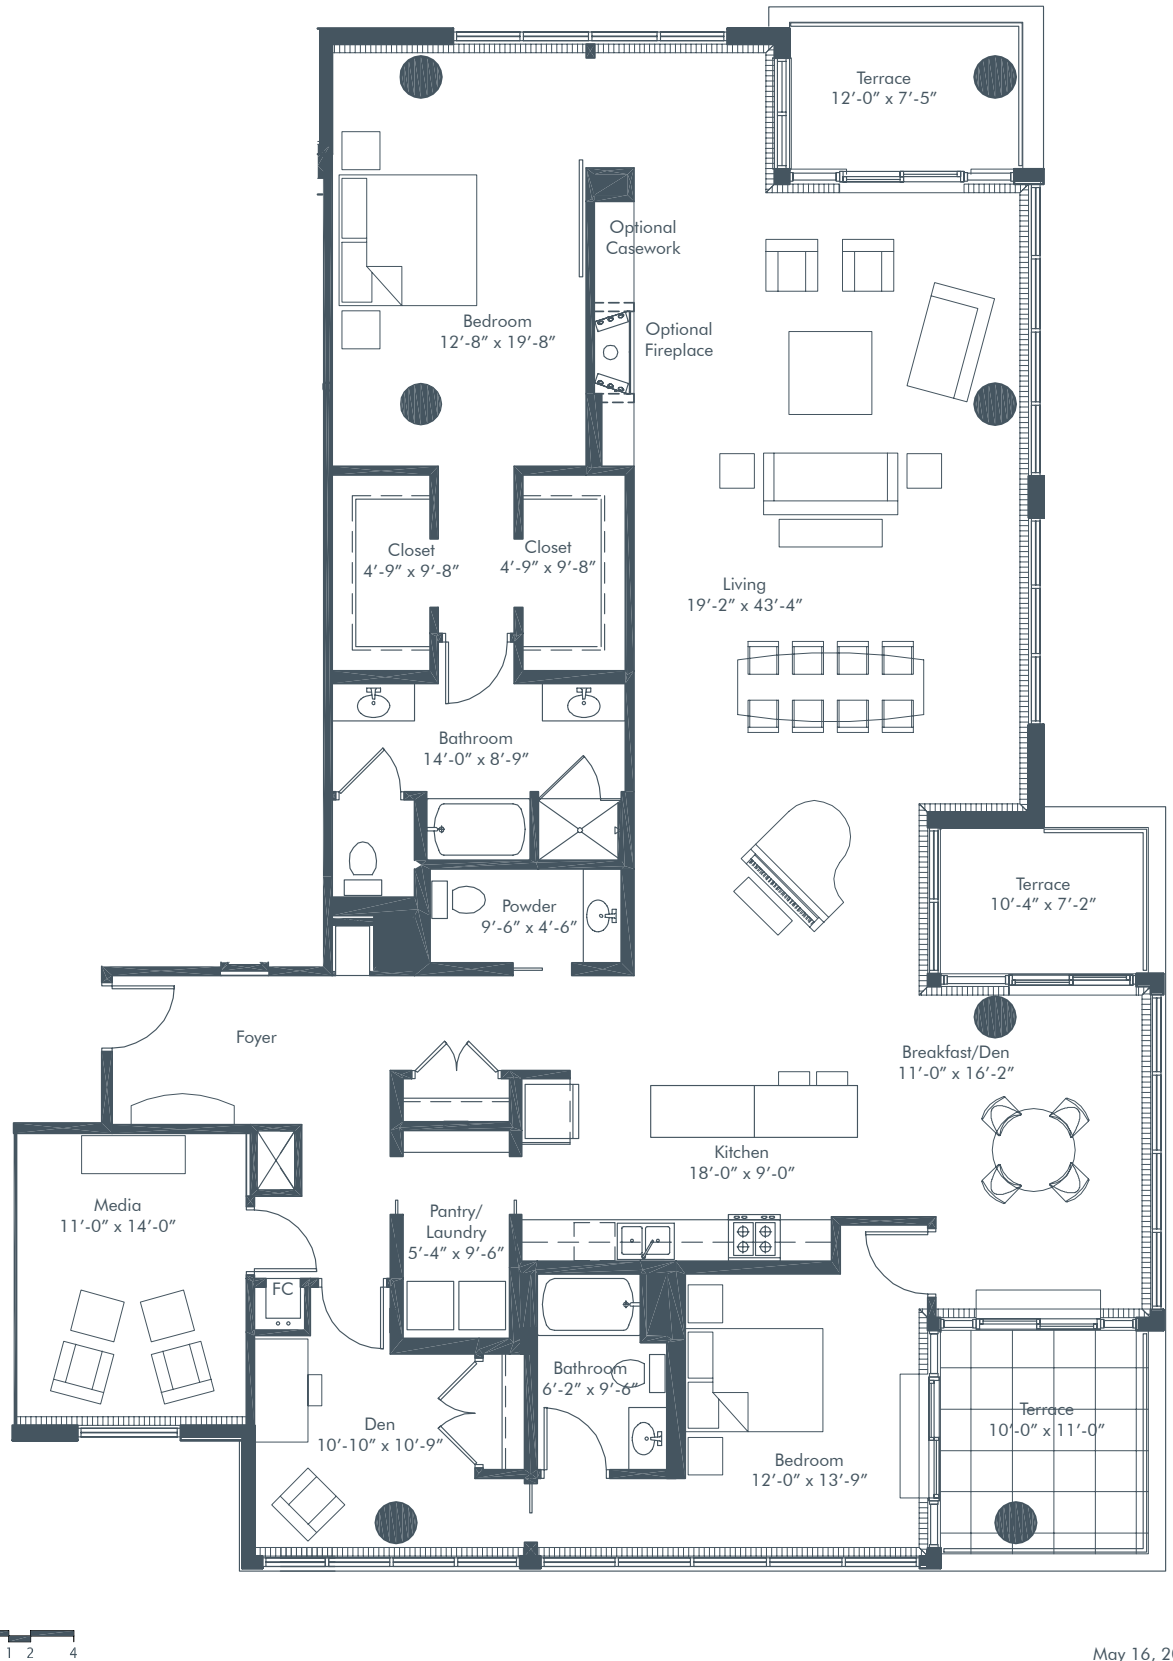 Terrace
12'-0" x 7'-5"
Optional
Casework
Bedroom
12'-8" x 19'-8"
Optional
Fireplace
Closet
4'-9" x 9'-8"
Closet
4'-9" x 9'-8"
Living
19'-2" x 43'-4"
Bathroom
14'-0" x 8'-9"
Powder
9'-6" x 4'-6"
Terrace
10'-4" x 7'-2"
Foyer
Breakfast/Den
11'-0" x 16'-2"
Kitchen
18'-0" x 9'-0"
Media
11'-0" x 14'-0"
Pantry/
Laundry
5'-4" x 9'-6"
FC
Bathroom
6'-2" x 9'-6"
Den
10'-10" x 10'-9"
Terrace
10'-0" x 11'-0"
Bedroom
12'-0" x 13'-9"
1 2 4
May 16,